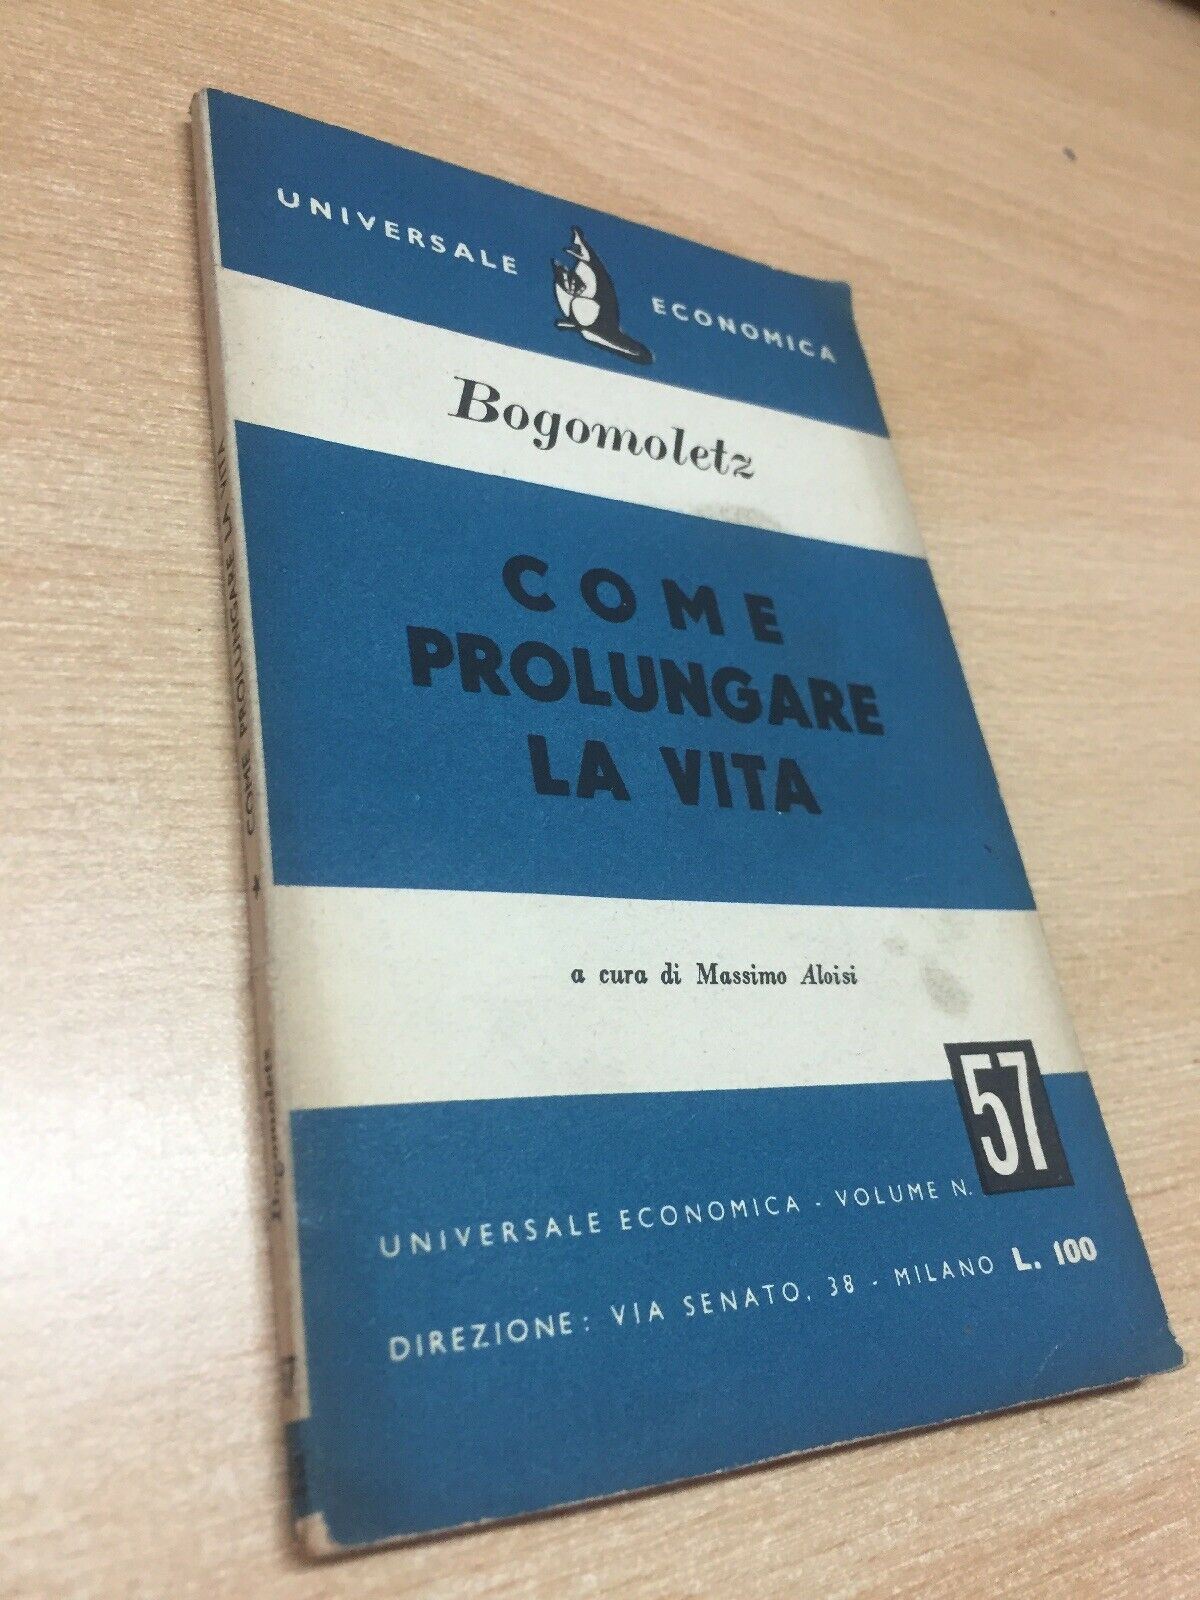 UNIVERSALE ECONOMICA
Bogomoletz
COME
PROLUNGARE
LA VITA
a cura di Massimo Aloisi
57
UNIVERSALE ECONOMICA - VOLUME N.
DIREZIONE: VIA SENATO, 38 - MILANO L. 100
Bogomoletz * COME PROLUNGARE LA VITA